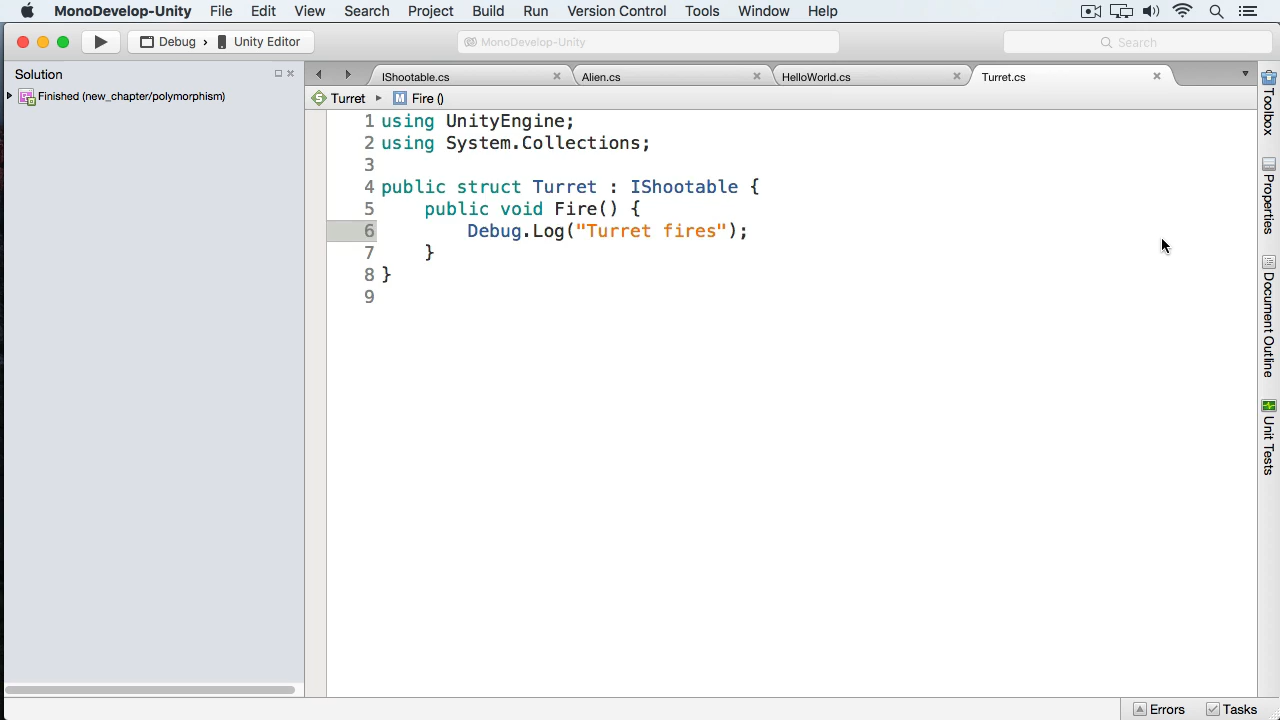 MonoDevelop-Unity File Edit View Search Project Build Run Version Control Tools Window Help
Debug › Unity Editor MonoDevelop-Unity Search
Solution
Finished (new_chapter/polymorphism)
IShootable.cs Alien.cs HelloWorld.cs Turret.cs
Turret Fire ()
1 using UnityEngine;
2 using System.Collections;
3
4 public struct Turret : IShootable {
5 public void Fire() {
6 Debug.Log("Turret fires");
7 }
8 }
9
Toolbox
Properties
Document Outline
Unit Tests
Errors Tasks